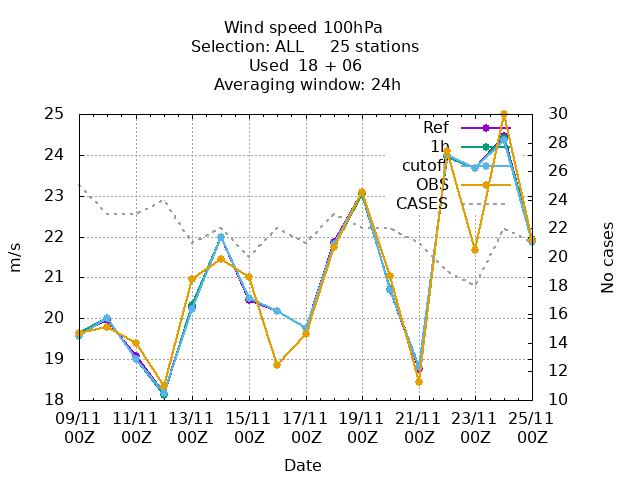 Wind speed 100hPa
Selection: ALL     25 stations
Used  18 + 06
Averaging window: 24h
25
24
23
22
21
20
19
18
30
28
26
24
22
20
18
16
14
12
10
m/s
No cases
Ref
1h
cutoff
OBS
CASES
09/11 11/11 13/11 15/11 17/11 19/11 21/11 23/11 25/11
00Z 00Z 00Z 00Z 00Z 00Z 00Z 00Z 00Z
Date